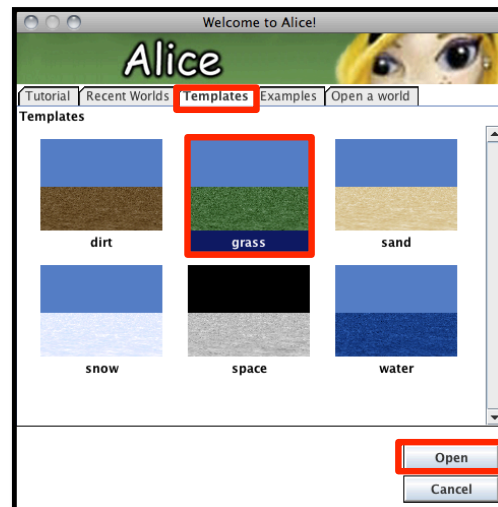 Welcome to Alice!
Alice
Tutorial Recent Worlds Templates Examples Open a world
Templates
dirt grass sand
snow space water
Open
Cancel